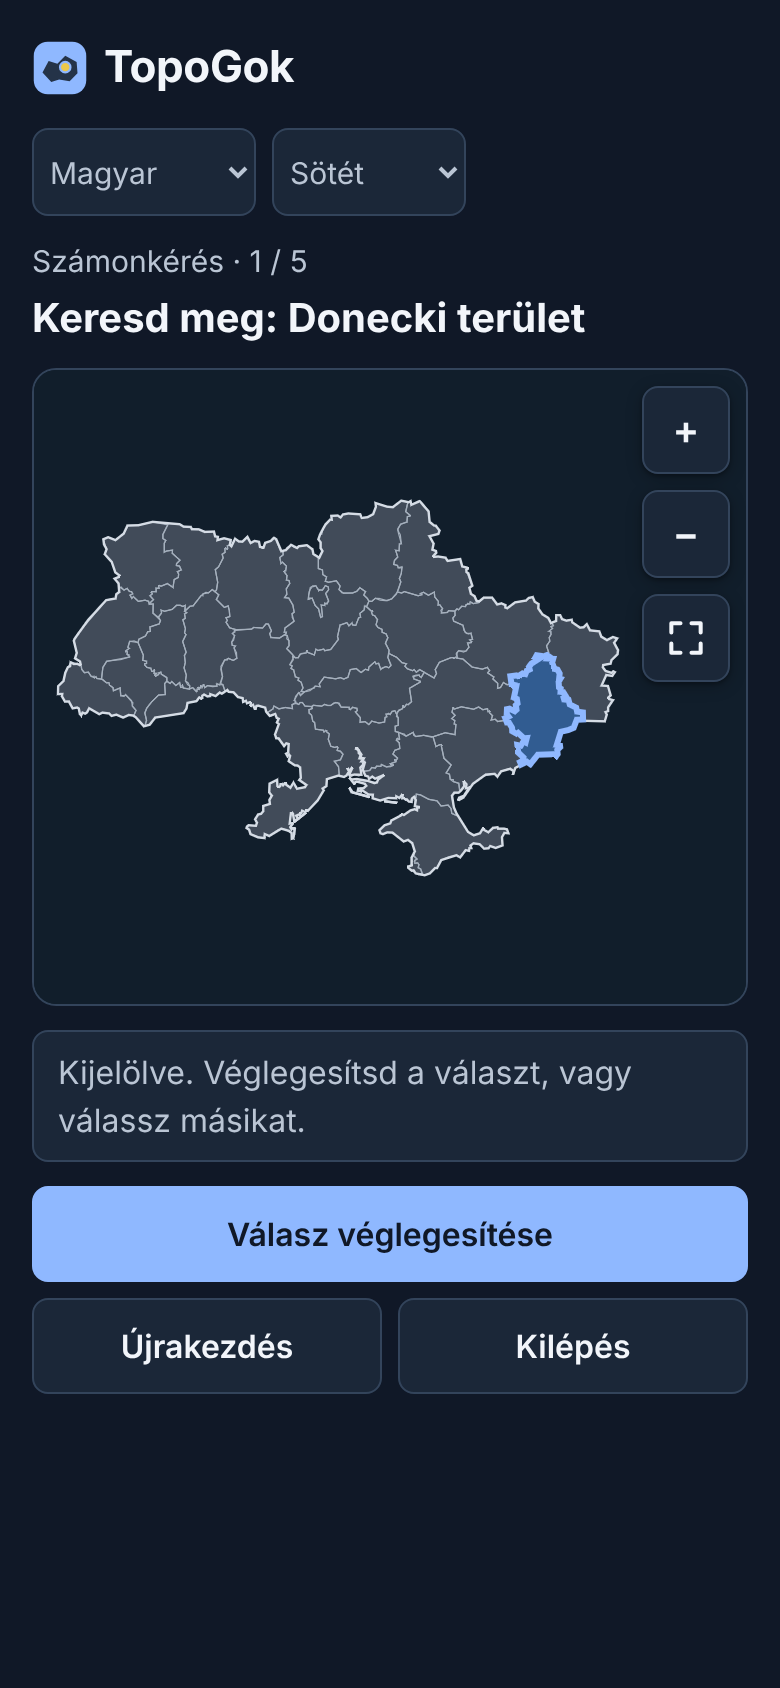 TopoGok
Magyar
Sötét
Számonkérés · 1 / 5
Keresd meg: Donecki terület
+
−
Kijelölve. Véglegesítsd a választ, vagy
válassz másikat.
Válasz véglegesítése
Újrakezdés
Kilépés